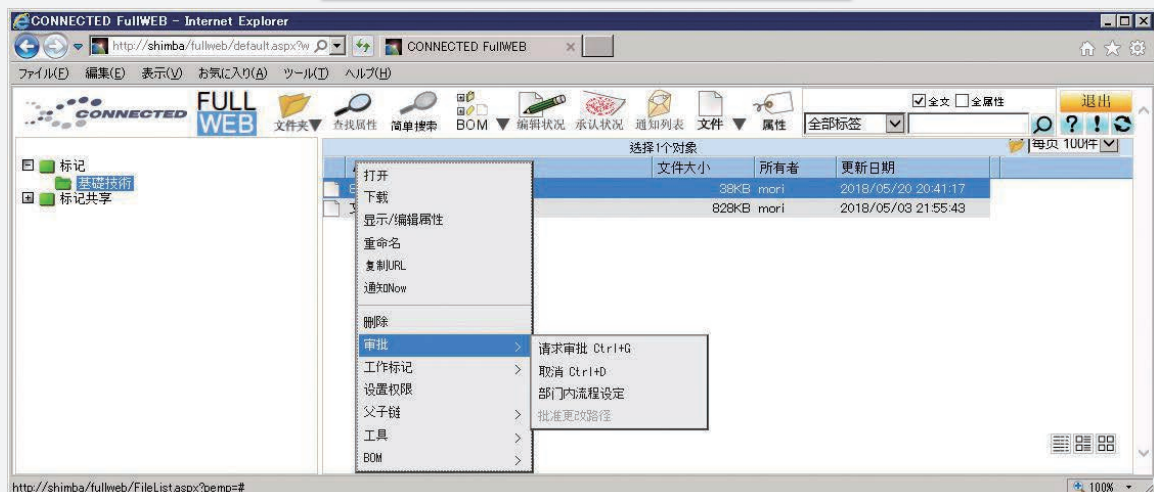 CONNECTED FullWEB - Internet Explorer
http://shimba/fullweb/default.aspx?w
CONNECTED FullWEB
ファイル(F) 編集(E) 表示(V) お気に入り(A) ツール(T) ヘルプ(H)
CONNECTED FULL WEB
文件夹▼ 查找属性 简单搜索 BOM ▼ 编辑状况 承认状况 通知列表 文件 ▼ 属性
全文 全属性 退出
全部标签
选择1个对象 每页 100件
文件大小 所有者 更新日期
38KB mori 2018/05/20 20:41:17
828KB mori 2018/05/03 21:55:43
标记
基礎技術
标记共享
打开
下载
显示/编辑属性
重命名
复制URL
通知Now
删除
审批 >
工作标记 >
设置权限
父子链 >
工具 >
BOM >
请求审批 Ctrl+G
取消 Ctrl+D
部门内流程设定
批准更改路径
http://shimba/fullweb/FileList.aspx?pemp=#
100%